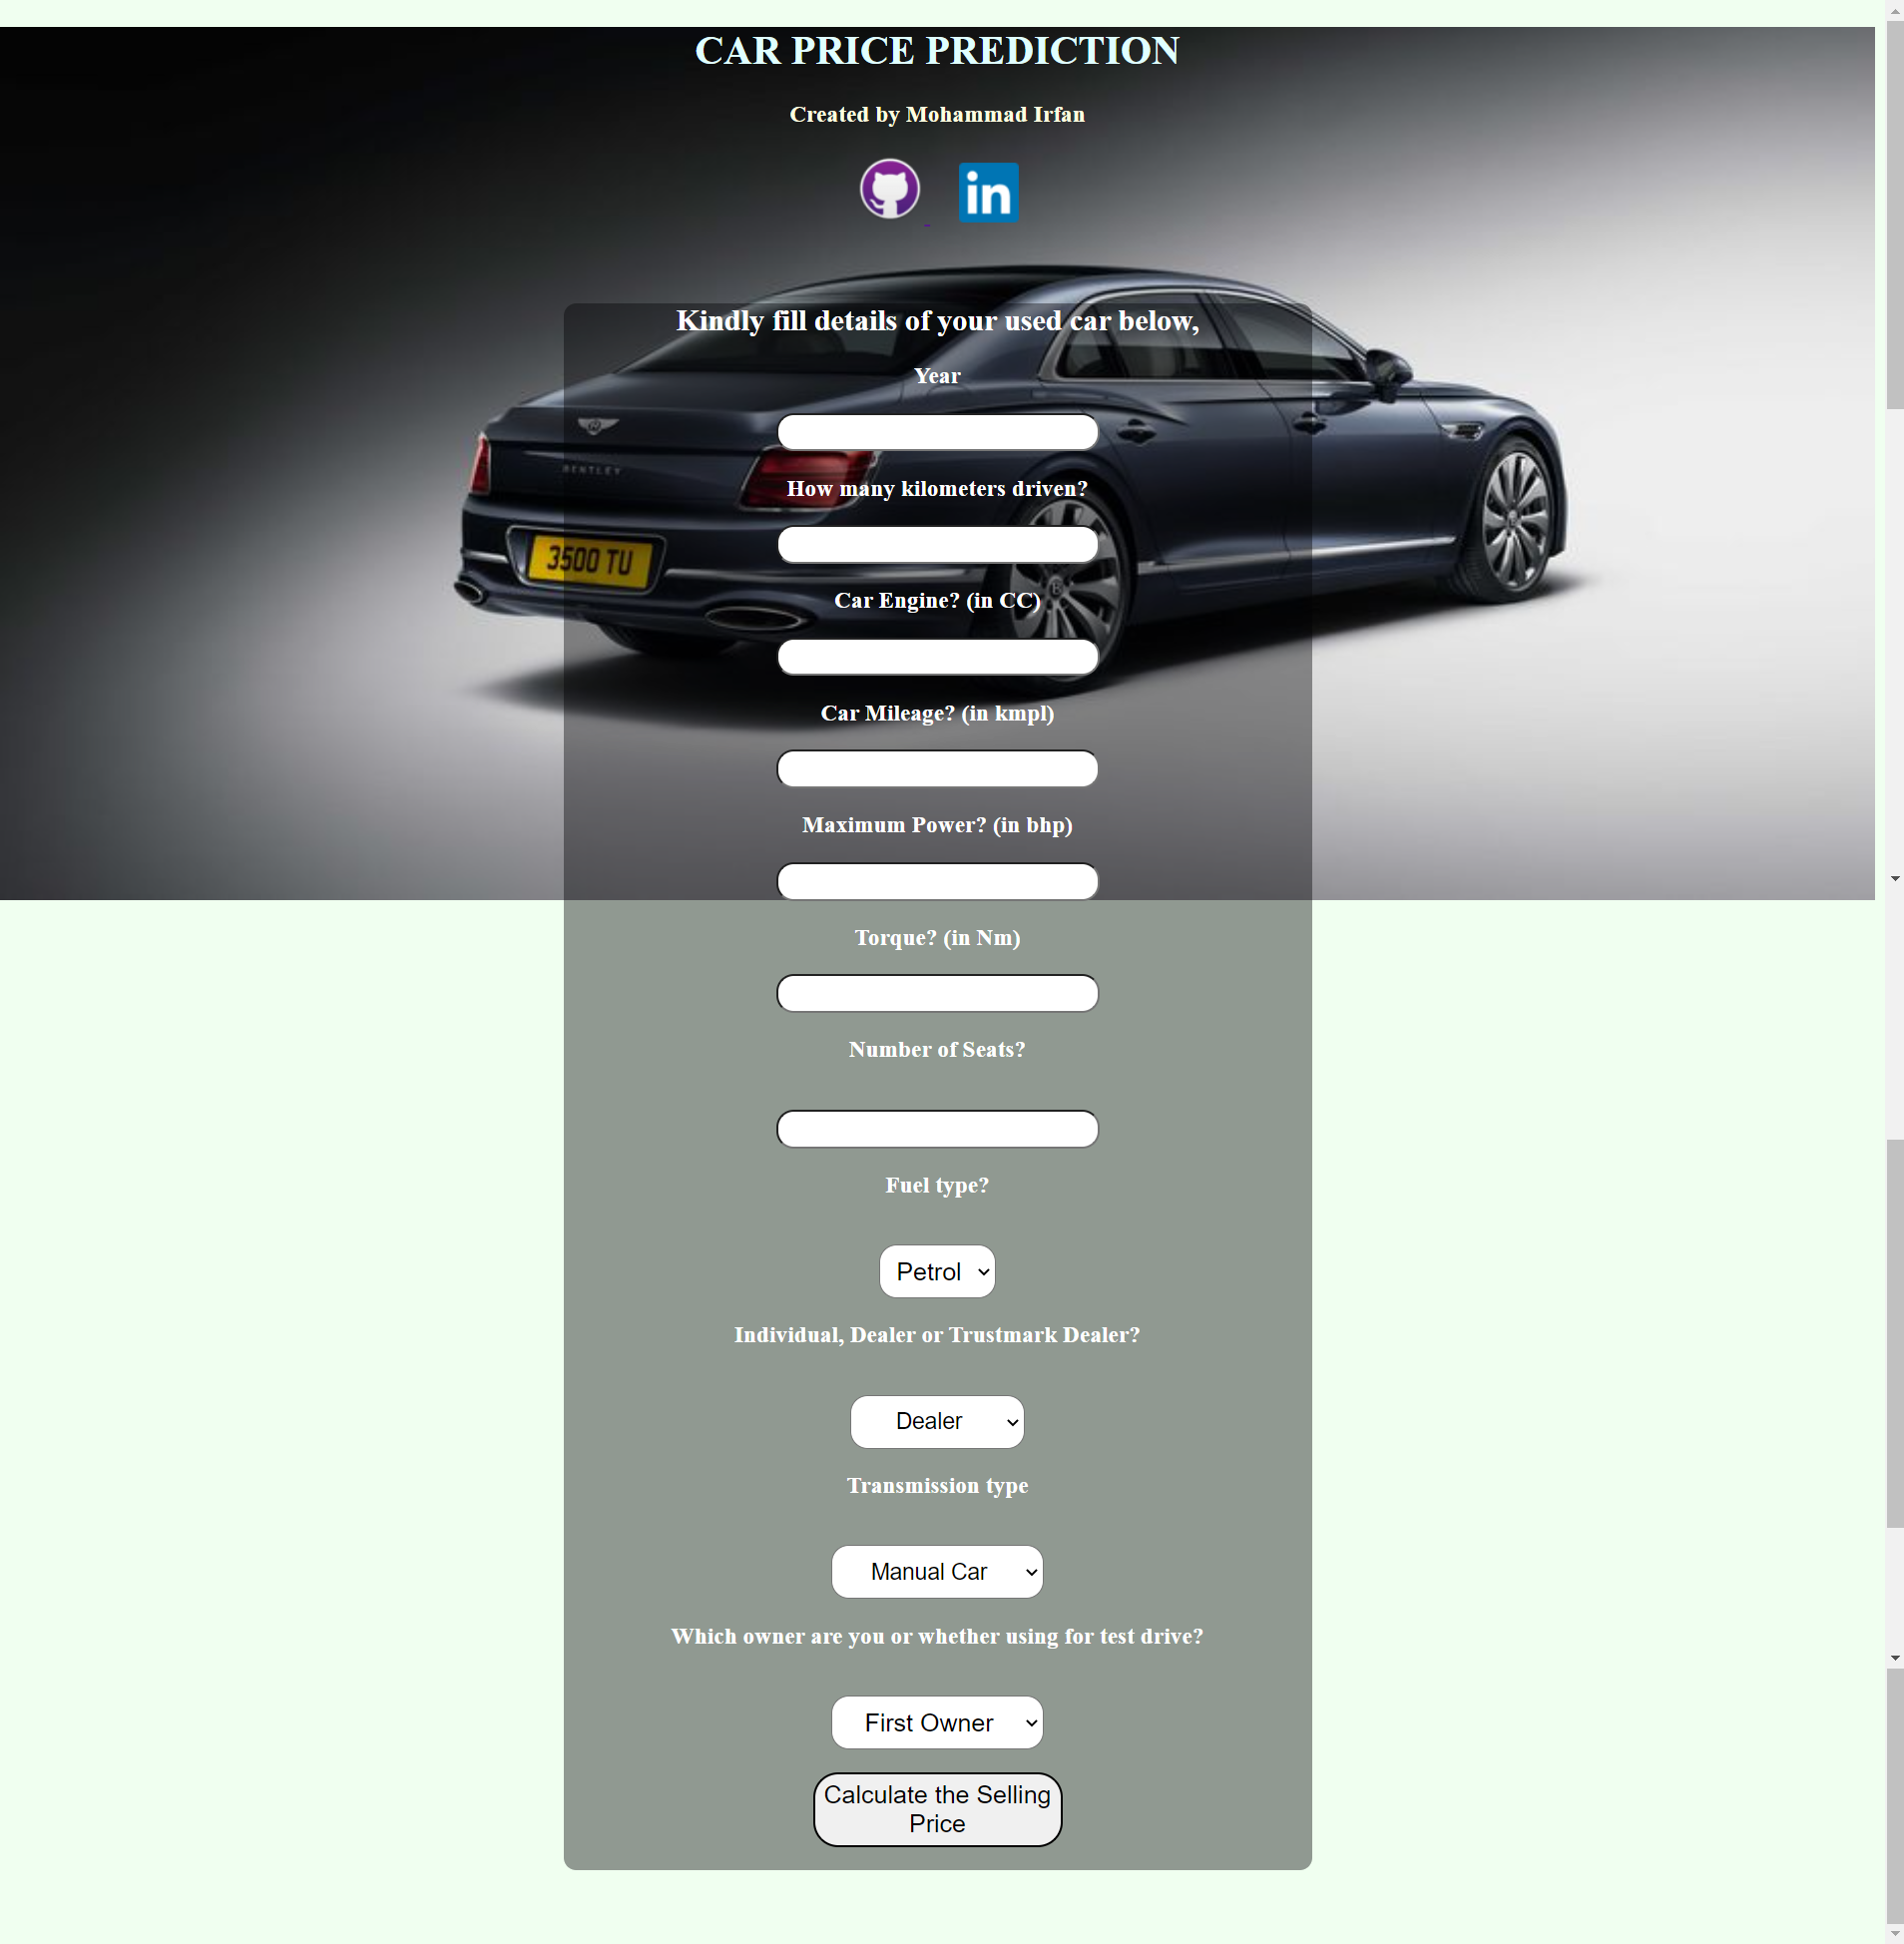 CAR PRICE PREDICTION
Created by Mohammad Irfan
in
Kindly fill details of your used car below,
Year
BENTLEY
How many kilometers driven?
3500 TU
Car Engine? (in CC)
Car Mileage? (in kmpl)
Maximum Power? (in bhp)
Torque? (in Nm)
Number of Seats?
Fuel type?
Petrol
Individual, Dealer or Trustmark Dealer?
Dealer
Transmission type
Manual Car
Which owner are you or whether using for test drive?
First Owner
Calculate the Selling
Price